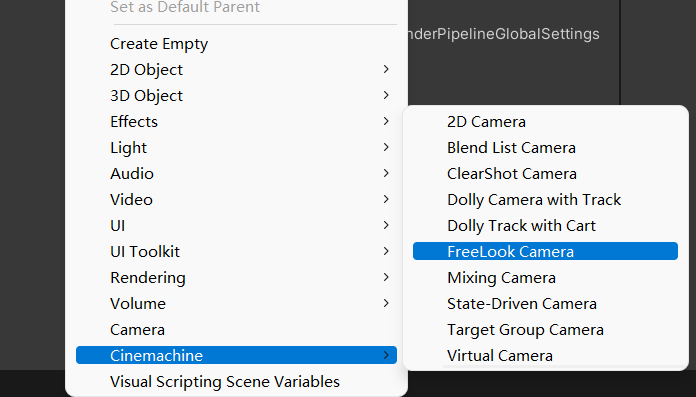 Set as Default Parent
nderPipelineGlobalSettings
Create Empty
2D Object
3D Object
Effects
Light
Audio
Video
UI
UI Toolkit
Rendering
Volume
Camera
Cinemachine
Visual Scripting Scene Variables
2D Camera
Blend List Camera
ClearShot Camera
Dolly Camera with Track
Dolly Track with Cart
FreeLook Camera
Mixing Camera
State-Driven Camera
Target Group Camera
Virtual Camera